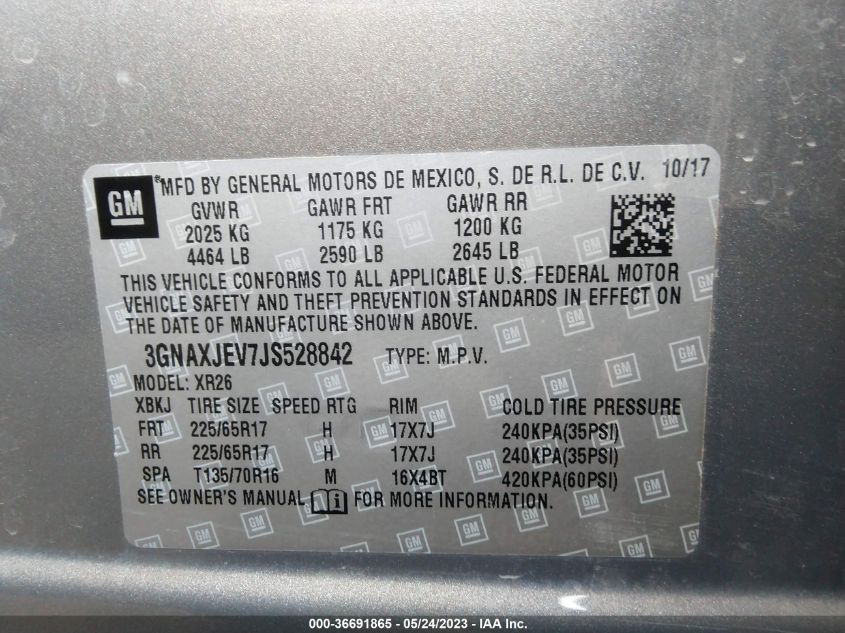 GM ®MFD BY GENERAL MOTORS DE MEXICO, S. DE R.L. DE C.V. 10/17
GVWR GAWR FRT GAWR RR
2025 KG 1175 KG 1200 KG
4464 LB 2590 LB 2645 LB
THIS VEHICLE CONFORMS TO ALL APPLICABLE U.S. FEDERAL MOTOR
VEHICLE SAFETY AND THEFT PREVENTION STANDARDS IN EFFECT ON
THE DATE OF MANUFACTURE SHOWN ABOVE.
3GNAXJEV7JS528842 TYPE: M.P.V.
MODEL: XR26
XBKJ TIRE SIZE SPEED RTG RIM COLD TIRE PRESSURE
FRT 225/65R17 H 17X7J 240KPA(35PSI)
RR 225/65R17 H 17X7J 240KPA(35PSI)
SPA T135/70R16 M 16X4BT 420KPA(60PSI)
SEE OWNER'S MANUAL i FOR MORE INFORMATION.
000-36691865 - 05/24/2023 - IAA Inc.